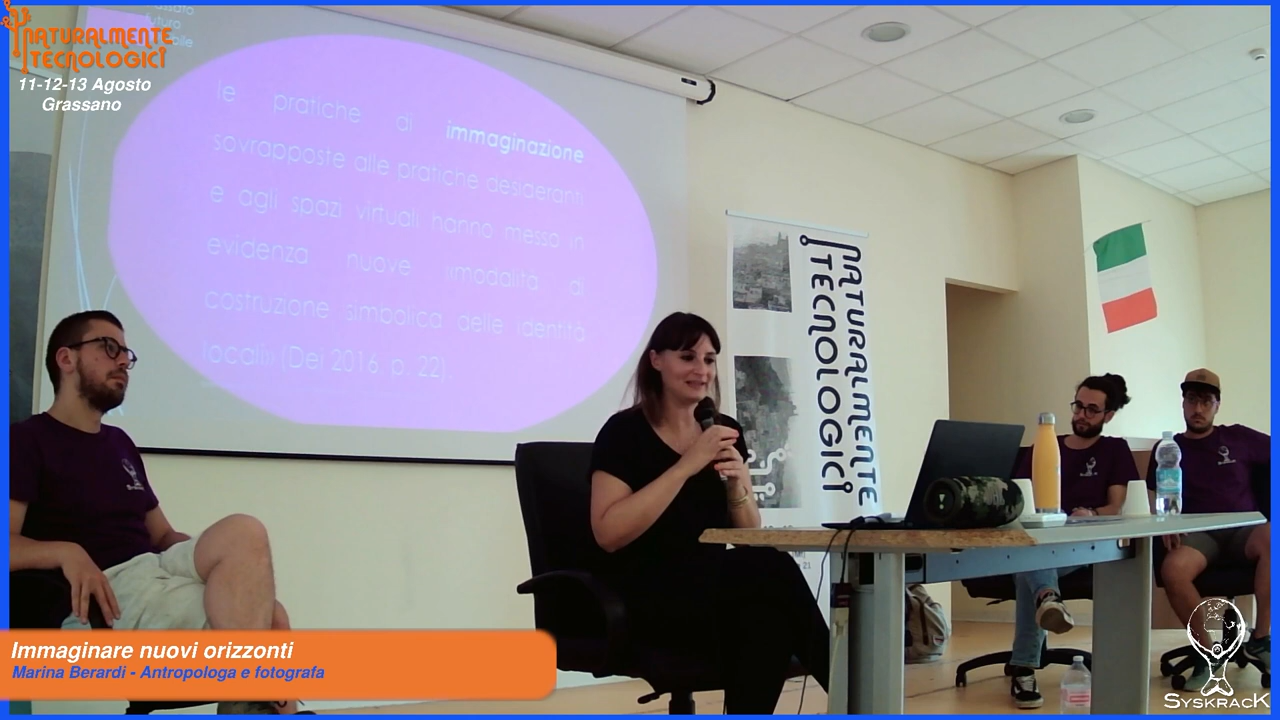 NATURALMENTE
TECNOLOGICI
11-12-13 Agosto
Grassano
le pratiche di immaginazione
sovrapposte alle pratiche desideranti
e agli spazi virtuali hanno messo in
evidenza nuove modalità di
costruzione simbolica delle identità
locali» (Dei 2016, p. 22).
NATURALMENTE
TECNOLOGICI
Immaginare nuovi orizzonti
Marina Berardi - Antropologa e fotografa
SYSKRACK